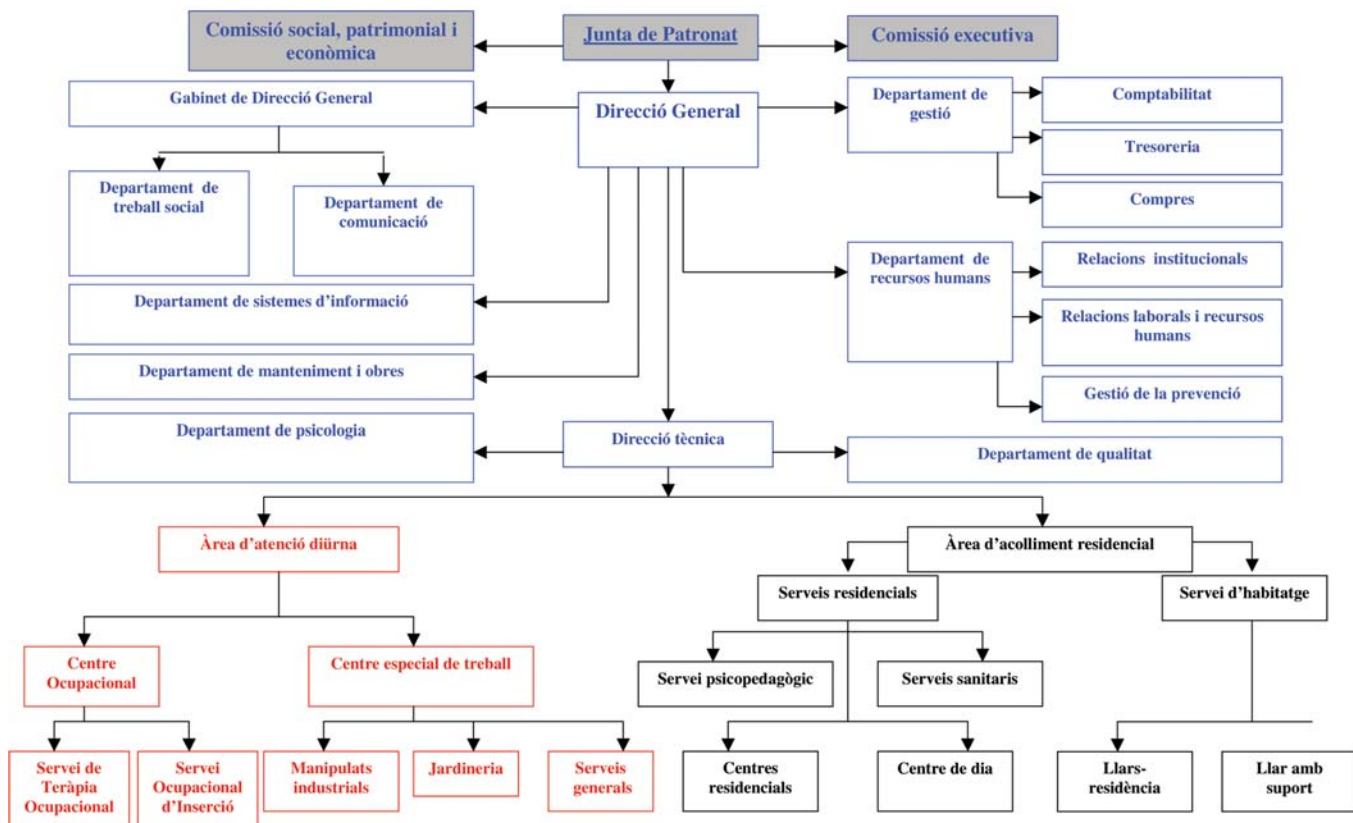 Comissió social, patrimonial i
econòmica
Junta de Patronat
Comissió executiva
Gabinet de Direcció General
Direcció General
Departament de
gestió
Comptabilitat
Tresoreria
Compres
Departament de
treball social
Departament de
comunicació
Departament de
recursos humans
Relacions institucionals
Relacions laborals i recursos
humans
Gestió de la prevenció
Departament de sistemes d’informació
Departament de manteniment i obres
Departament de psicologia
Direcció tècnica
Departament de qualitat
Àrea d’atenció diürna
Àrea d’acolliment residencial
Serveis residencials
Servei d’habitatge
Centre
Ocupacional
Centre especial de treball
Servei psicopedagògic
Serveis sanitaris
Servei de
Teràpia
Ocupacional
Servei
Ocupacional
d’Inserció
Manipulats
industrials
Jardineria
Serveis
generals
Centres
residencials
Centre de dia
Llars-
residència
Llar amb
suport